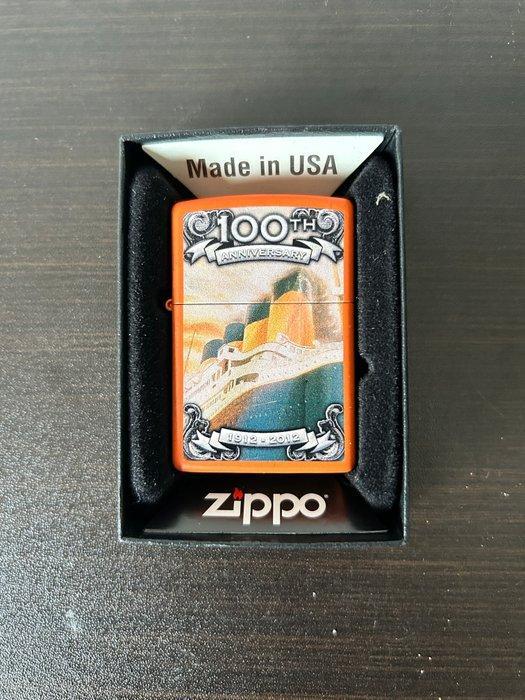 Made in USA
100TH
ANNIVERSARY
1912-2012
zippo®